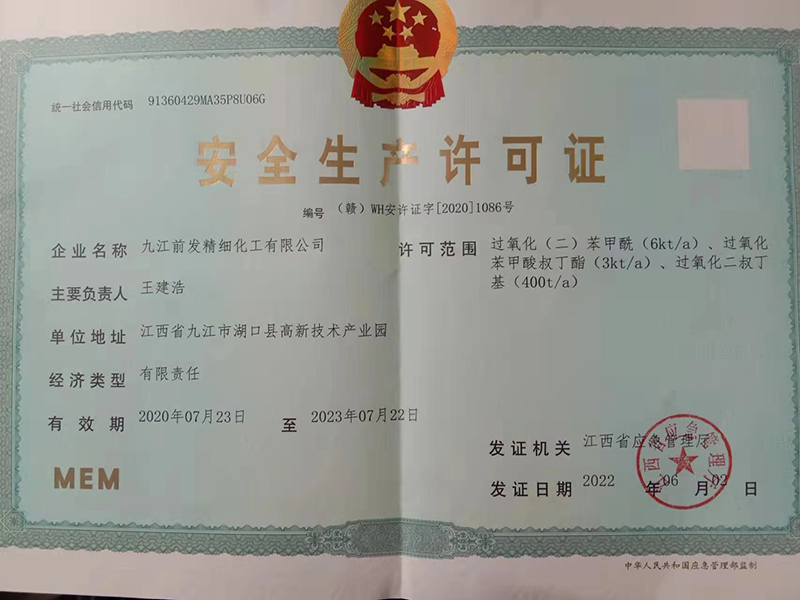 统一社会信用代码 91360429MA35P8U06G
安全生产许可证
编号 （赣）WH安许证字[2020]1086号
企业名称 九江前发精细化工有限公司
主要负责人 王建浩
单位地址 江西省九江市湖口县高新技术产业园
经济类型 有限责任
有效期 2020年07月23日 至 2023年07月22日
MEM
许可范围 过氧化（二）苯甲酰（6kt/a）、过氧化
苯甲酸叔丁酯（3kt/a）、过氧化二叔丁
基（400t/a）
发证机关 江西省应急管理厅
发证日期 2022 年 06 月 02 日
江西省应急管理厅
中华人民共和国应急管理部监制